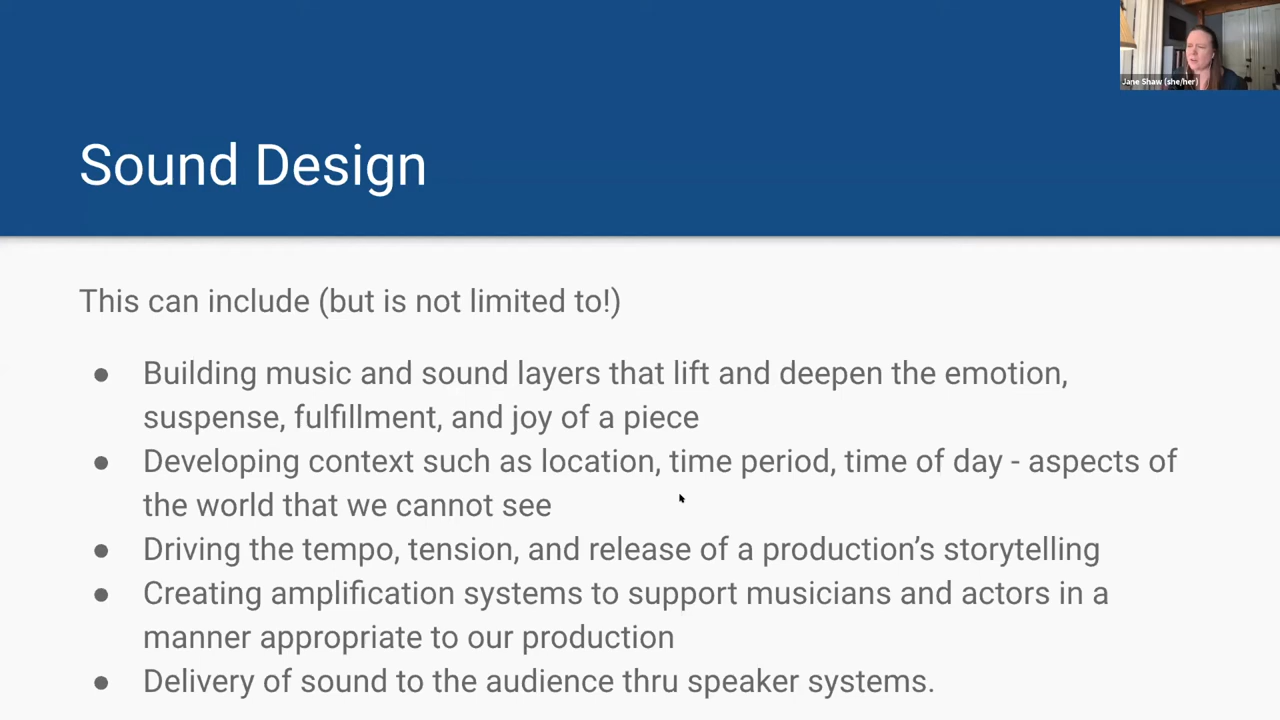 Jane Shaw (she/her)
Sound Design
This can include (but is not limited to!)
● Building music and sound layers that lift and deepen the emotion,
suspense, fulfillment, and joy of a piece
● Developing context such as location, time period, time of day - aspects of
the world that we cannot see
● Driving the tempo, tension, and release of a production’s storytelling
● Creating amplification systems to support musicians and actors in a
manner appropriate to our production
● Delivery of sound to the audience thru speaker systems.